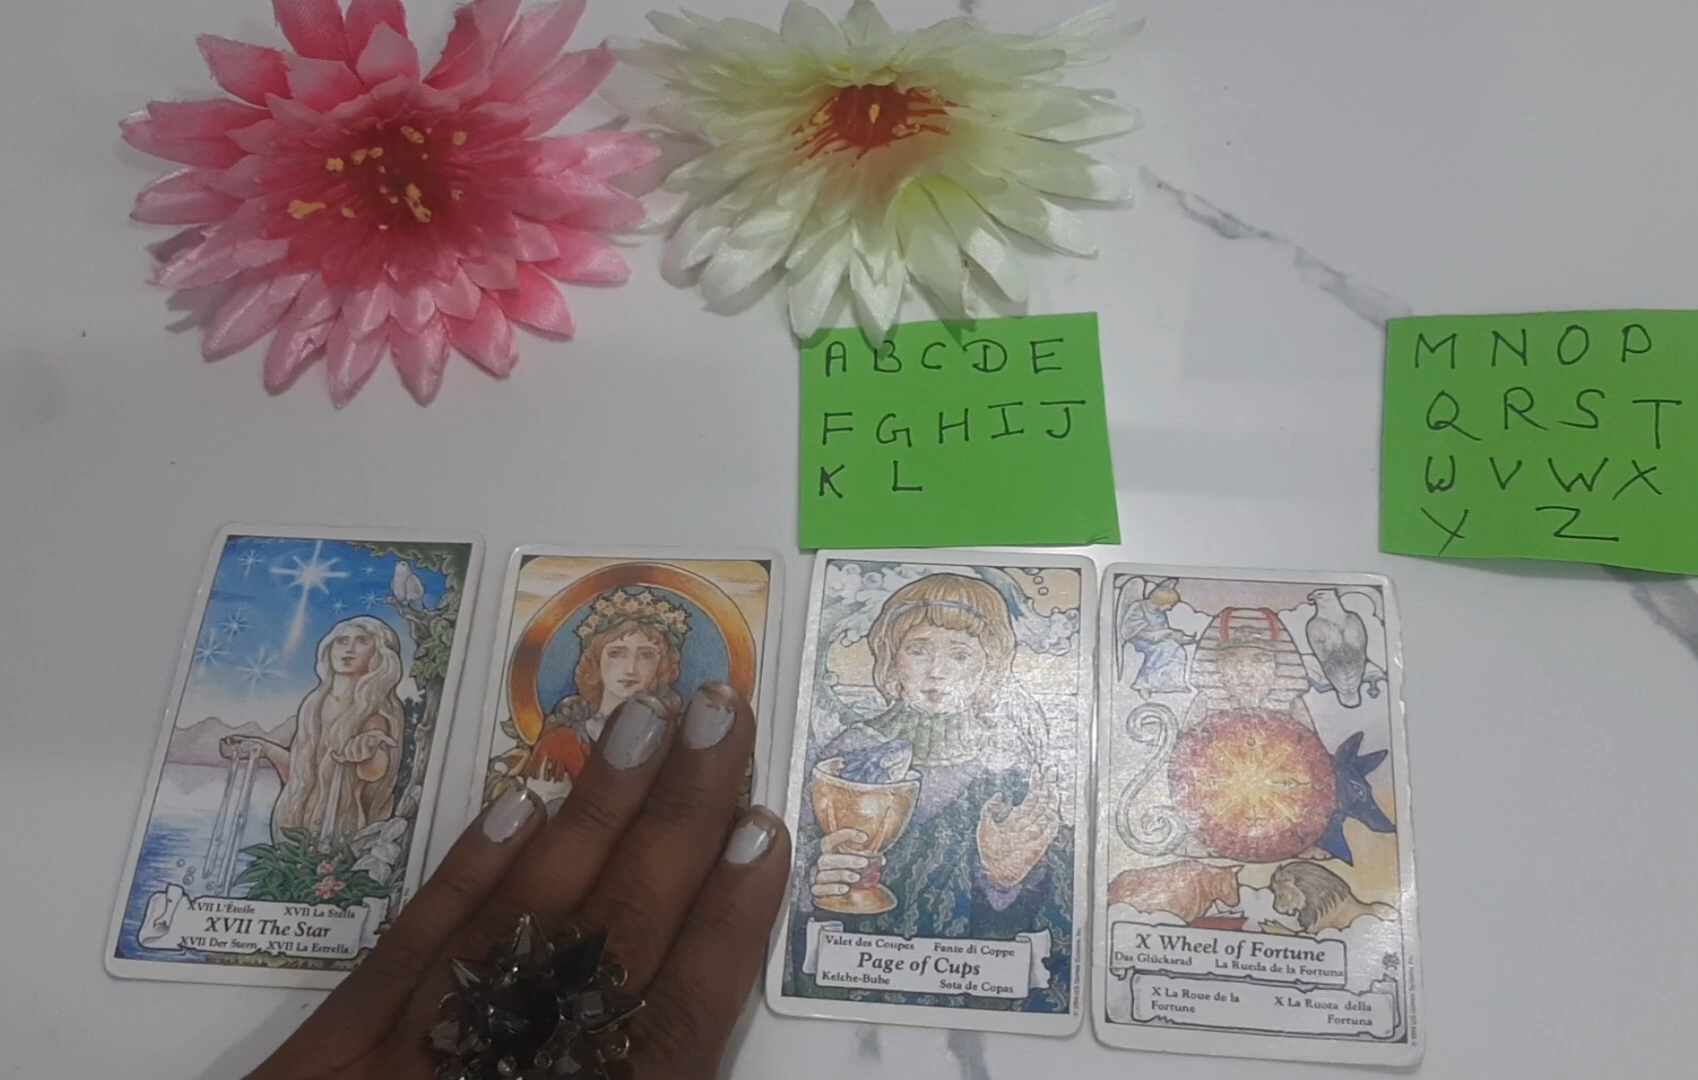 A B C D E
F G H I J
K L
M N O P
Q R S T
U V W X
Y Z
XVII L'Étoile XVII La Stella
XVII The Star
XVII Der Stern XVII La Estrella
Valet des Coupes Fante di Coppe
Page of Cups
Kelche-Bube Sota de Copas
X Wheel of Fortune
Das Glücksrad La Rueda de la Fortuna
X La Roue de la Fortune
X La Ruota della Fortuna